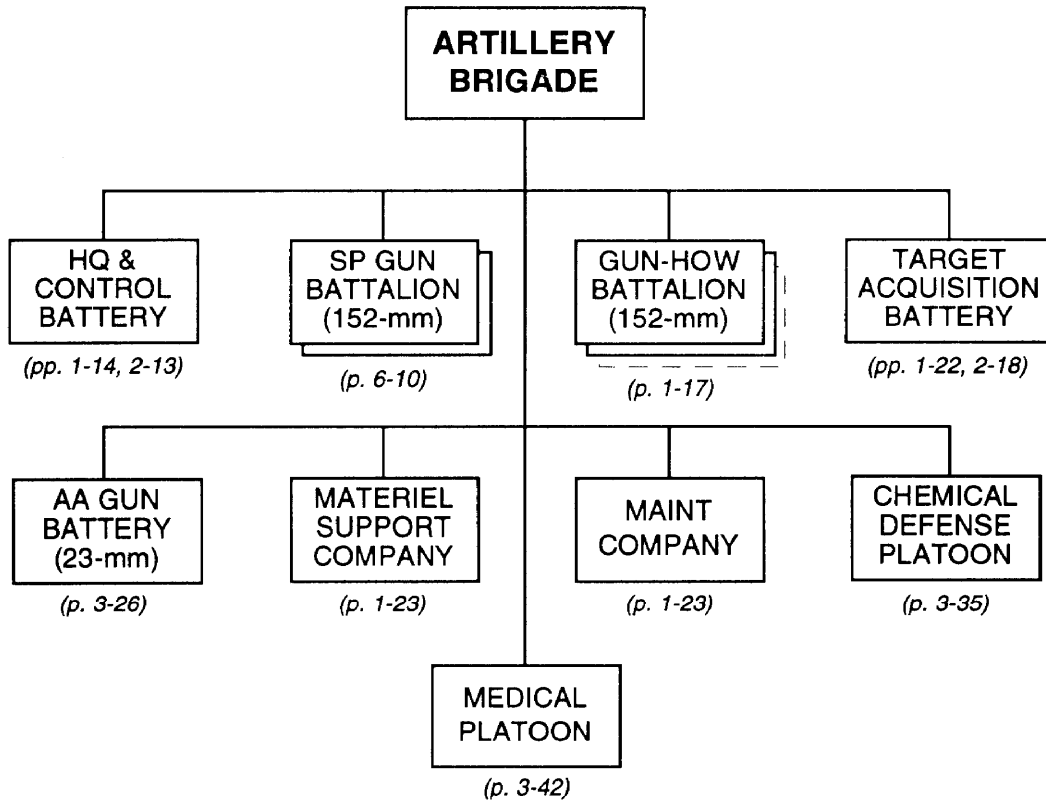 ARTILLERY
BRIGADE
HQ &
CONTROL
BATTERY
(pp. 1-14, 2-13)
SP GUN
BATTALION
(152-mm)
(p. 6-10)
GUN-HOW
BATTALION
(152-mm)
(p. 1-17)
TARGET
ACQUISITION
BATTERY
(pp. 1-22, 2-18)
AA GUN
BATTERY
(23-mm)
(p. 3-26)
MATERIEL
SUPPORT
COMPANY
(p. 1-23)
MAINT
COMPANY
(p. 1-23)
CHEMICAL
DEFENSE
PLATOON
(p. 3-35)
MEDICAL
PLATOON
(p. 3-42)